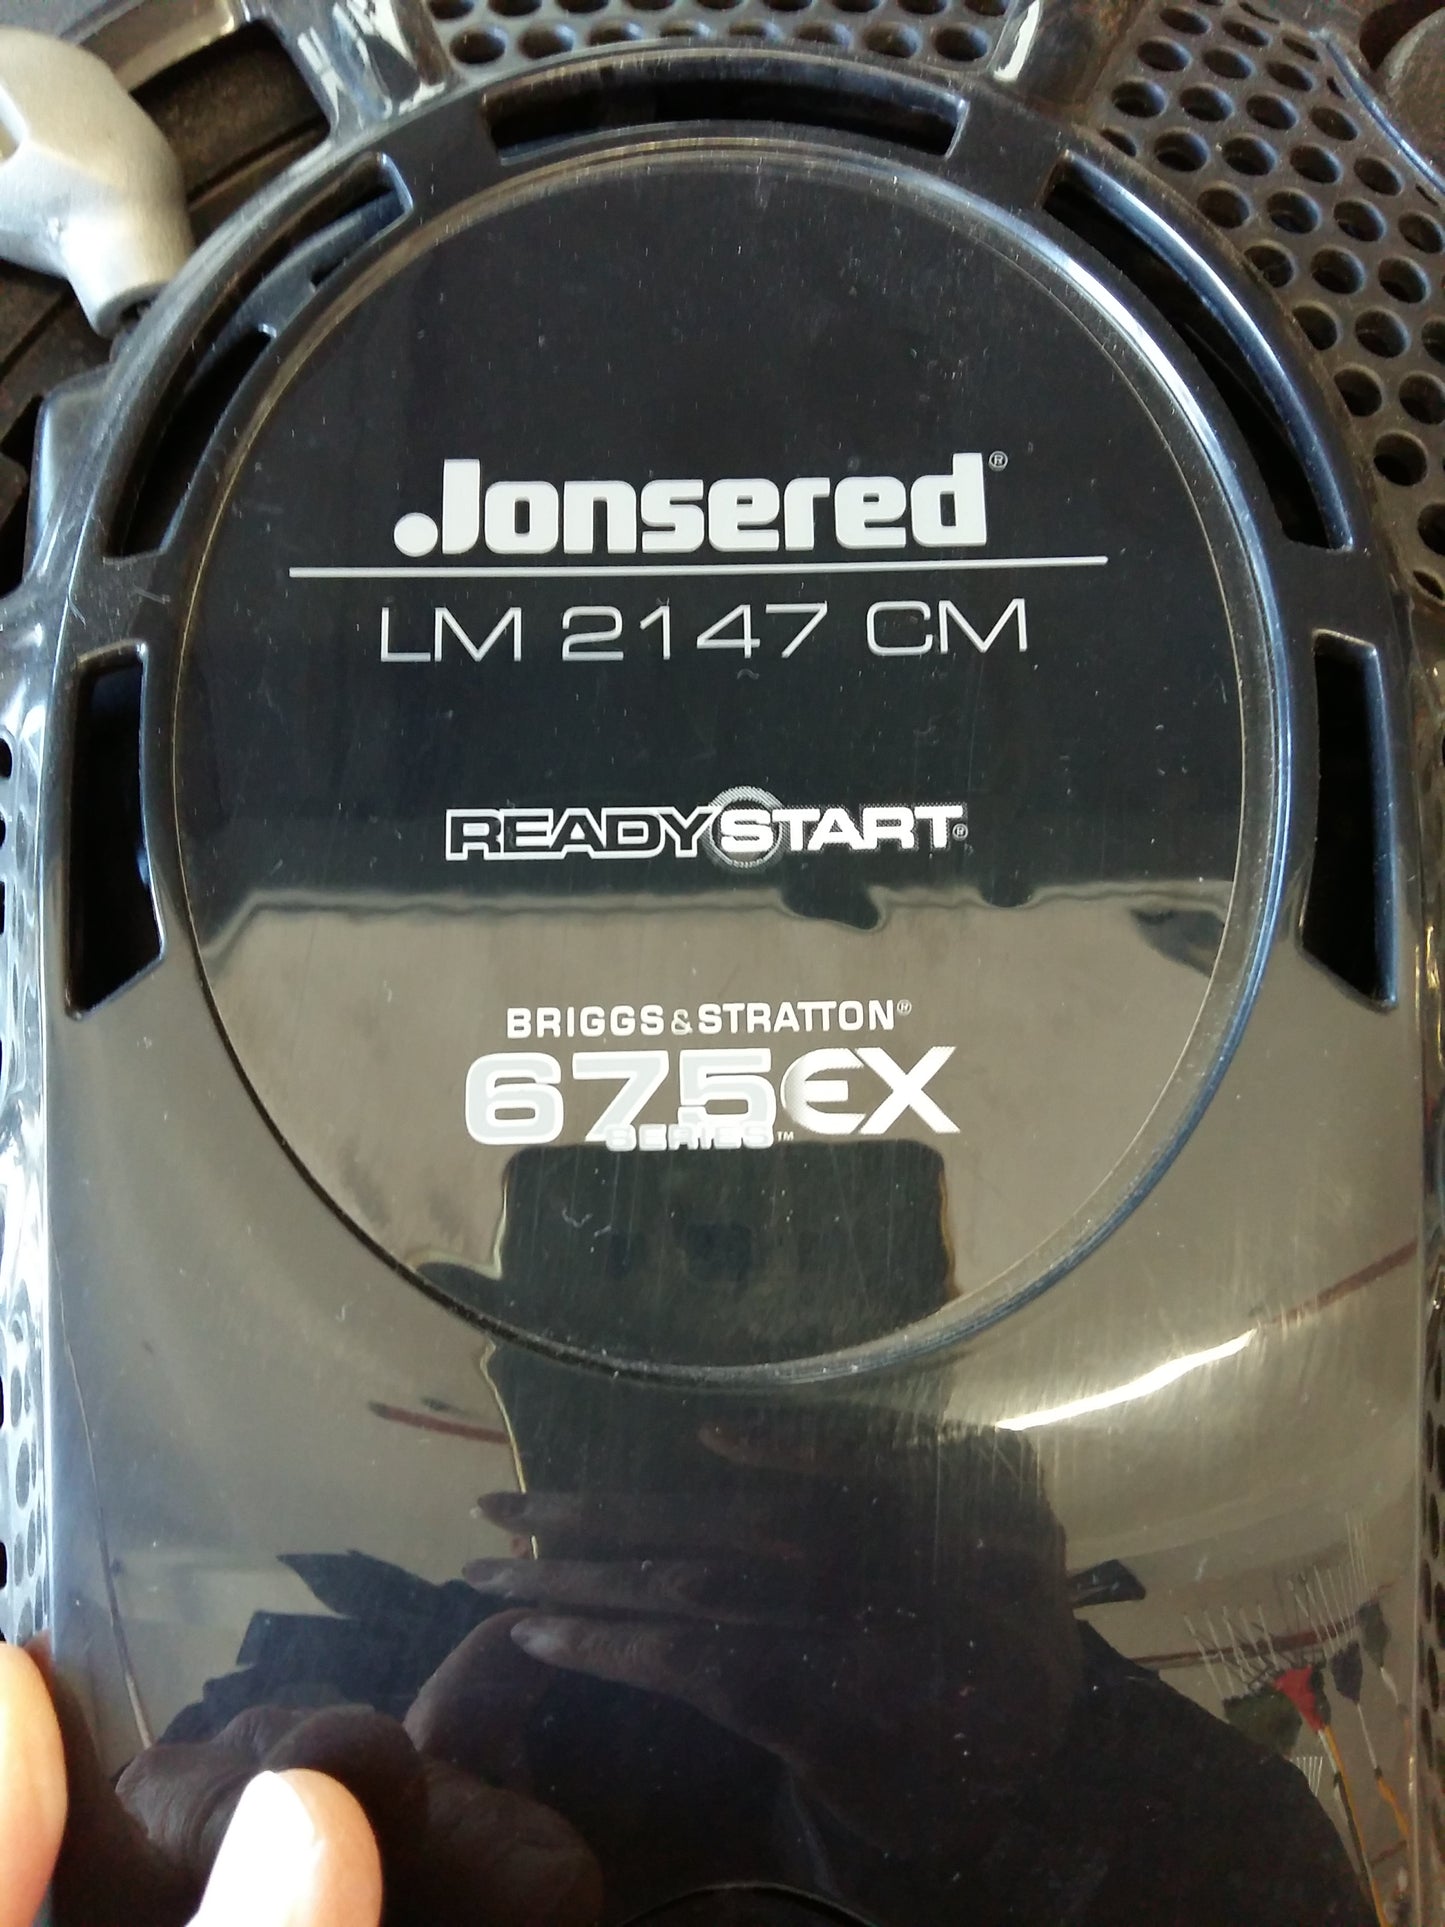 Jonsered®
LM 2147 CM
READYSTART®
BRIGGS&STRATTON®
675EX
SERIES™